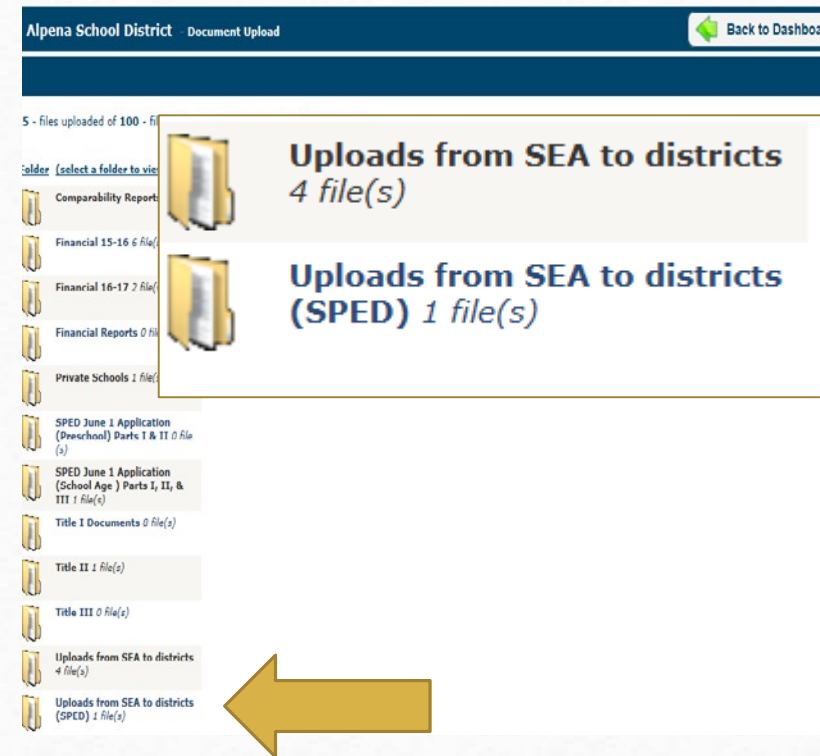 Alpena School District - Document Upload
Back to Dashboa
5 - files uploaded of 100 - fil
Folder (select a folder to vie
Comparability Report
Financial 15-16 6 file(
Financial 16-17 2 file(
Financial Reports 0 fil
Private Schools 1 file(
SPED June 1 Application
(Preschool) Parts I & II 0 file
(s)
SPED June 1 Application
(School Age ) Parts I, II, &
III 1 file(s)
Title I Documents 0 file(s)
Title II 1 file(s)
Title III 0 file(s)
Uploads from SEA to districts
4 file(s)
Uploads from SEA to districts
(SPED) 1 file(s)
Uploads from SEA to districts
4 file(s)
Uploads from SEA to districts
(SPED) 1 file(s)